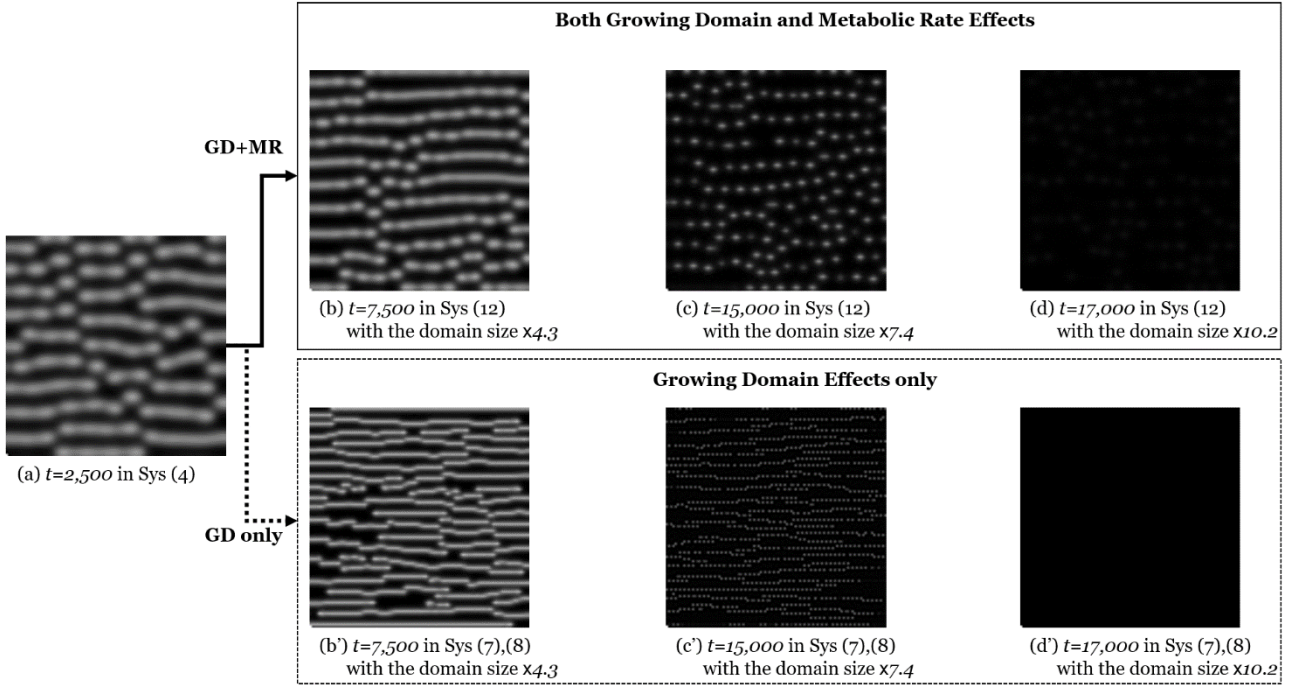 Both Growing Domain and Metabolic Rate Effects
GD+MR
(b) t=7,500 in Sys (12)
with the domain size x4.3
(c) t=15,000 in Sys (12)
with the domain size x7.4
(d) t=17,000 in Sys (12)
with the domain size x10.2
(a) t=2,500 in Sys (4)
GD only
Growing Domain Effects only
(b') t=7,500 in Sys (7),(8)
with the domain size x4.3
(c') t=15,000 in Sys (7),(8)
with the domain size x7.4
(d') t=17,000 in Sys (7),(8)
with the domain size x10.2